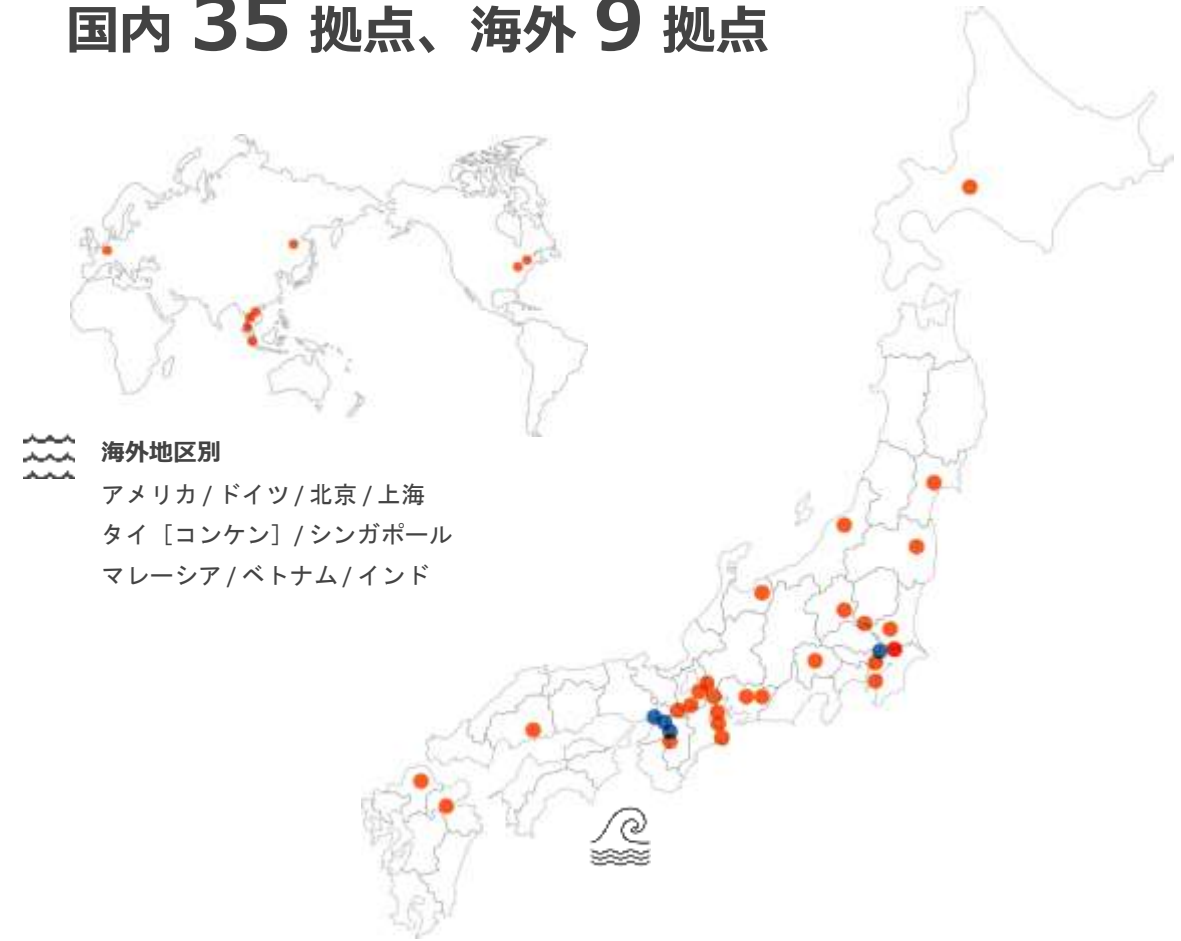 国内 35 拠点、海外 9 拠点
海外地区別
アメリカ / ドイツ / 北京 / 上海
タイ［コンケン］/ シンガポール
マレーシア / ベトナム / インド